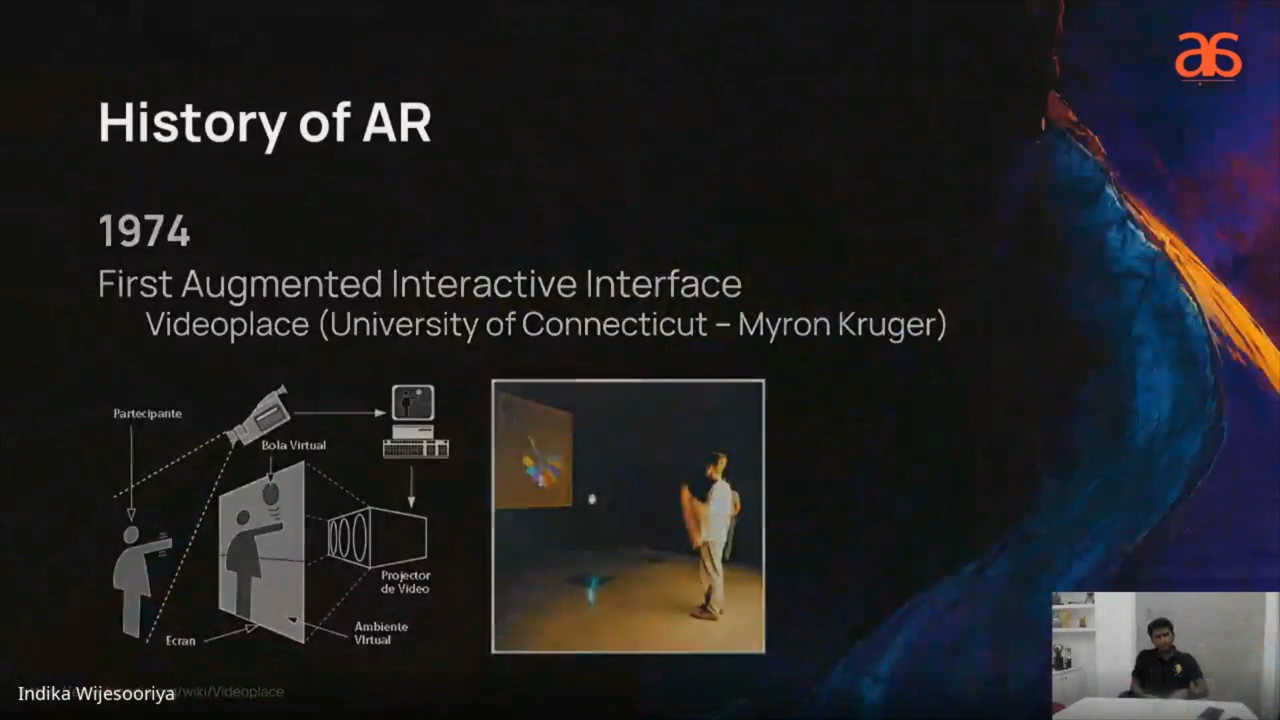 History of AR
1974
First Augmented Interactive Interface
Videoplace (University of Connecticut – Myron Kruger)
Partecipante
Bola Virtual
Projector
de Vídeo
Ambiente
VIrtual
Ecran
/wiki/Videoplace
Indika Wijesooriya